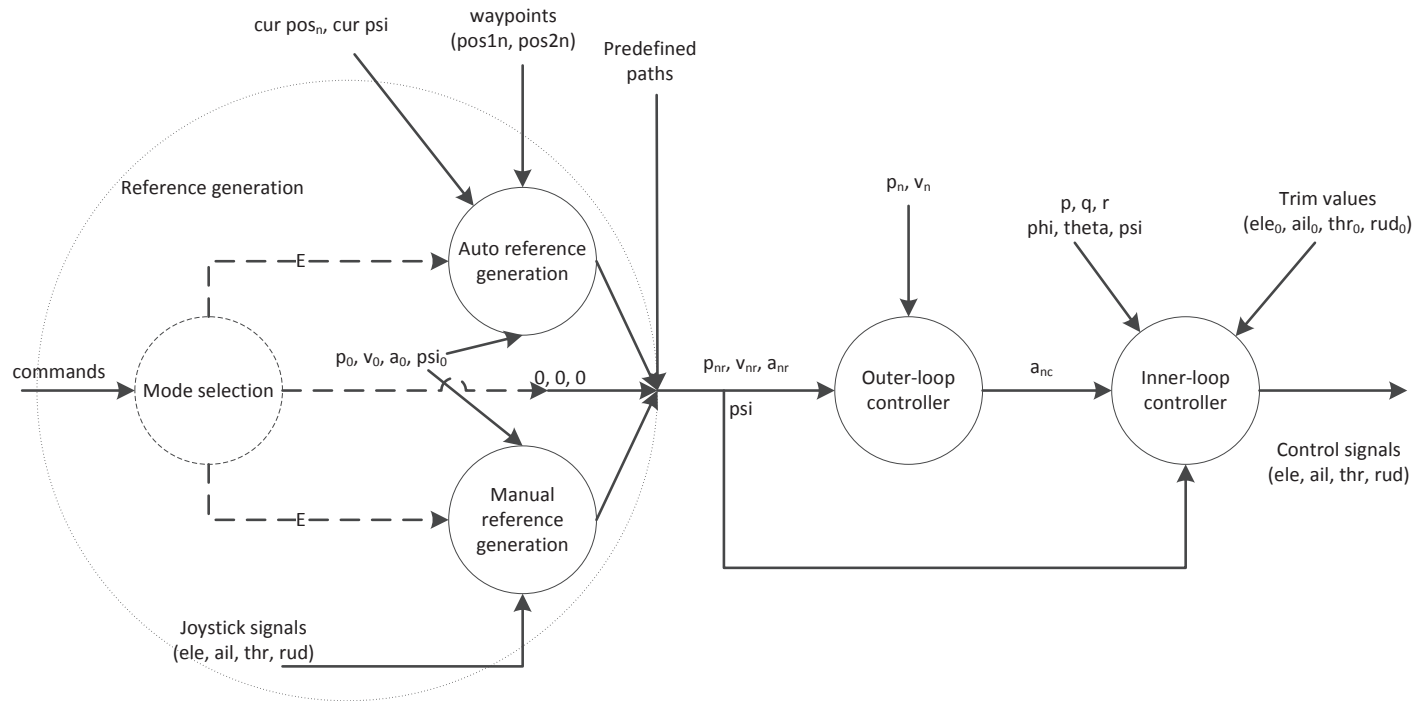 cur posₙ, cur psi
waypoints
(pos1n, pos2n)
Predefined
paths
Reference generation
Auto reference
generation
E
commands
Mode selection
p₀, v₀, a₀, psi₀
0, 0, 0
E
Manual
reference
generation
Joystick signals
(ele, ail, thr, rud)
pₙᵣ, vₙᵣ, aₙᵣ
psi
pₙ, vₙ
Outer-loop
controller
a_nc
p, q, r
phi, theta, psi
Trim values
(ele₀, ail₀, thr₀, rud₀)
Inner-loop
controller
Control signals
(ele, ail, thr, rud)